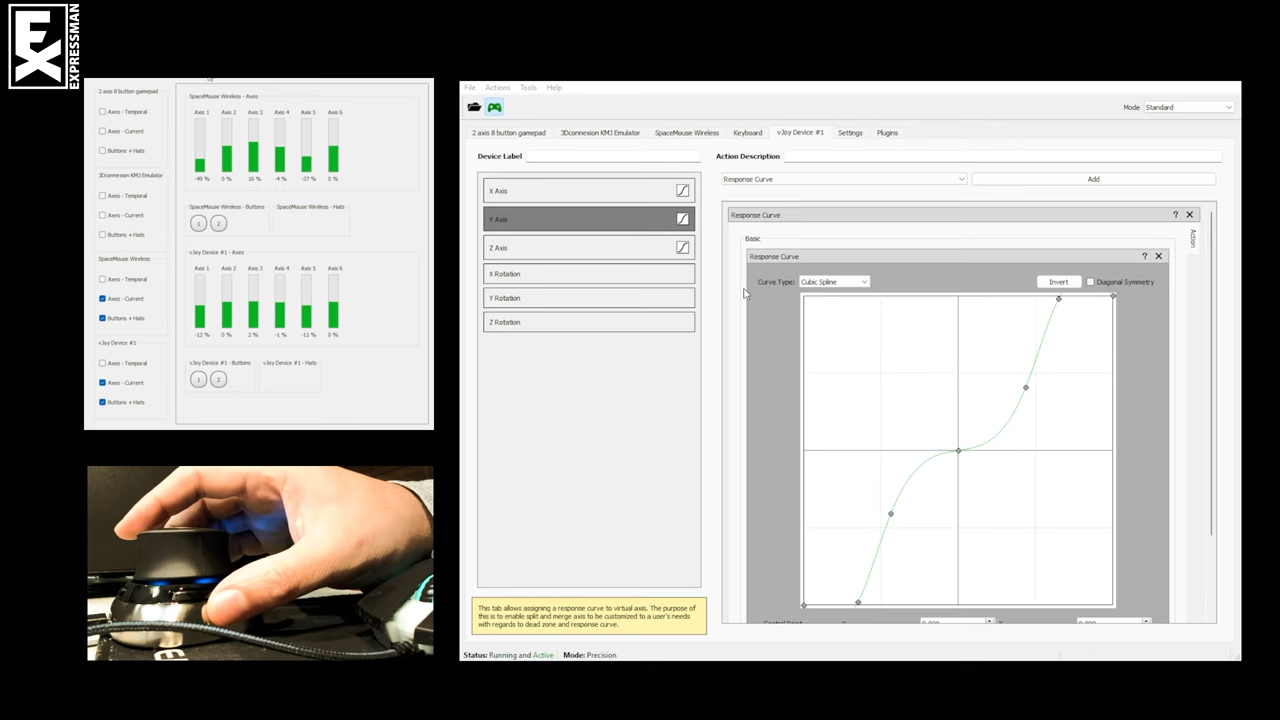 EX
EXPRESSMAN
2 axis 8 button gamepad
Axes - Temporal
Axes - Current
Buttons + Hats
3Dconnexion KMJ Emulator
Axes - Temporal
Axes - Current
Buttons + Hats
SpaceMouse Wireless
Axes - Temporal
Axes - Current
Buttons + Hats
vJoy Device #1
Axes - Temporal
Axes - Current
Buttons + Hats
SpaceMouse Wireless - Axes
Axis 1 Axis 2 Axis 3 Axis 4 Axis 5 Axis 6
-49 % 0 % 16 % -4 % -37 % 0 %
SpaceMouse Wireless - Buttons SpaceMouse Wireless - Hats
1 2
vJoy Device #1 - Axes
Axis 1 Axis 2 Axis 3 Axis 4 Axis 5 Axis 6
-12 % 0 % 2 % -1 % -11 % 0 %
vJoy Device #1 - Buttons vJoy Device #1 - Hats
1 2
File Actions Tools Help
Mode Standard
2 axis 8 button gamepad 3Dconnexion KMJ Emulator SpaceMouse Wireless Keyboard vJoy Device #1 Settings Plugins
Device Label
X Axis
Y Axis
Z Axis
X Rotation
Y Rotation
Z Rotation
This tab allows assigning a response curve to virtual axis. The purpose
of this is to enable split and merge axis to be customized to a user's needs
with regards to dead zone and response curve.
Action Description
Response Curve Add
Response Curve ?
Action
Basic
Response Curve ?
Curve Type: Cubic Spline Invert Diagonal Symmetry
Status: Running and Active Mode: Precision